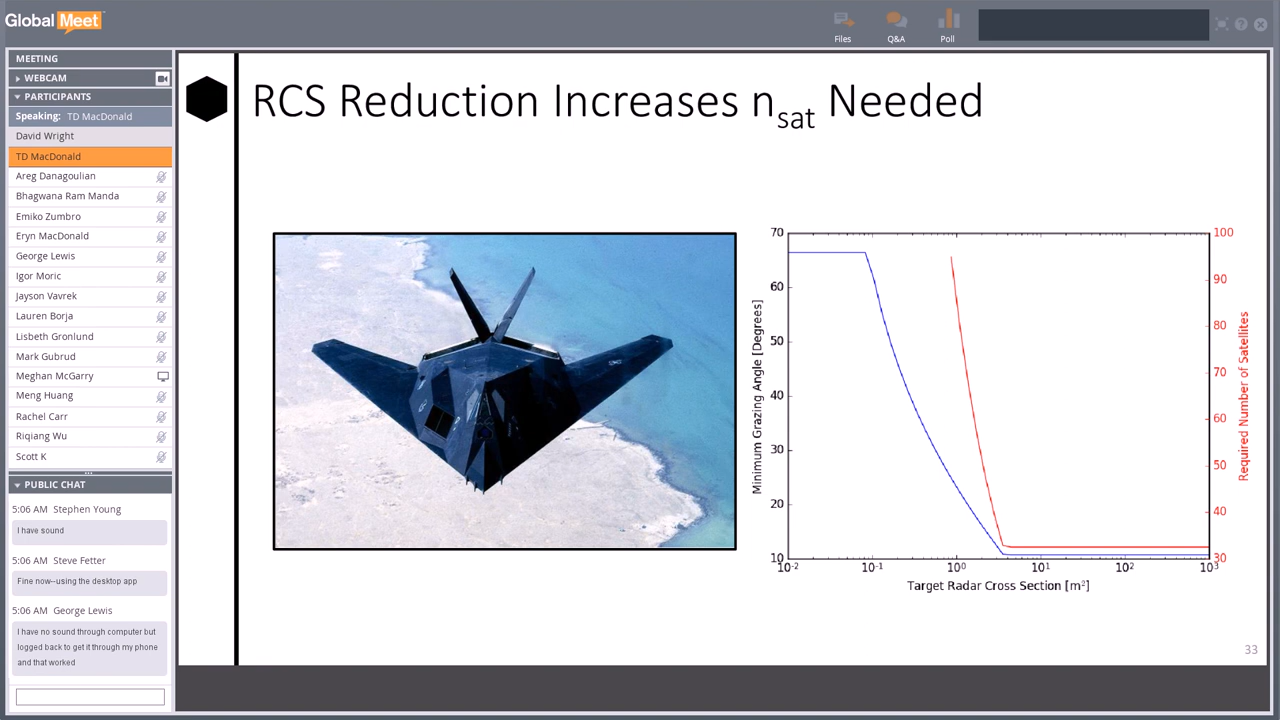 Global Meet
Files
Q&A
Poll
MEETING
WEBCAM
PARTICIPANTS
Speaking: TD MacDonald
David Wright
TD MacDonald
Areg Danagoulian
Bhagwana Ram Manda
Emiko Zumbro
Eryn MacDonald
George Lewis
Igor Moric
Jayson Vavrek
Lauren Borja
Lisbeth Gronlund
Mark Gubrud
Meghan McGarry
Meng Huang
Rachel Carr
Riqiang Wu
Scott K
PUBLIC CHAT
5:06 AM Stephen Young
I have sound
5:06 AM Steve Fetter
Fine now--using the desktop app
5:06 AM George Lewis
I have no sound through computer but
logged back to get it through my phone
and that worked
RCS Reduction Increases nsat Needed
Minimum Grazing Angle [Degrees]
70
60
50
40
30
20
10
10⁻²
10⁻¹
10⁰
10¹
10²
10³
Target Radar Cross Section [m²]
100
90
80
70
60
50
40
30
Required Number of Satellites
33